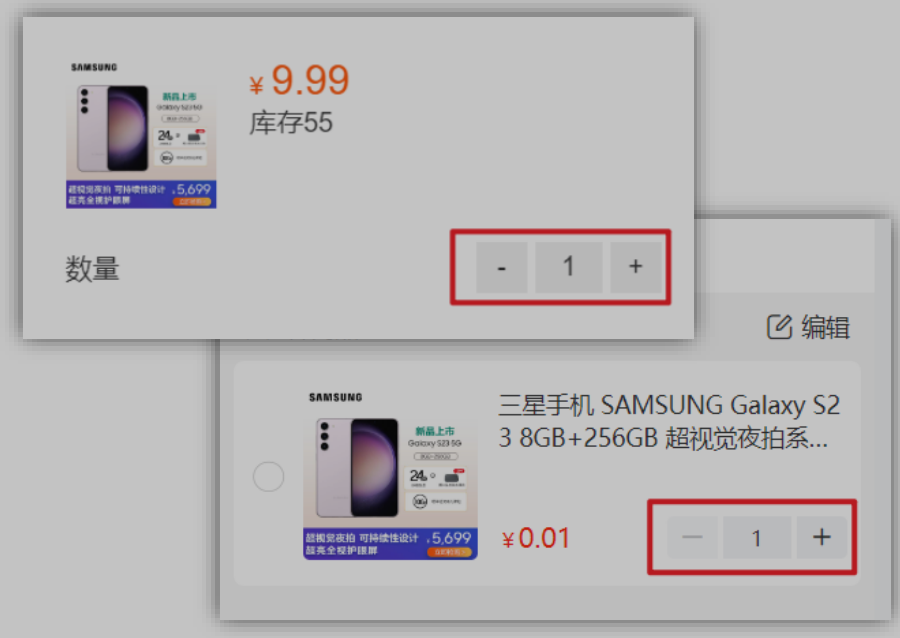 SAMSUNG
新品上市
Galaxy S23 5G
24
超视觉夜拍 可持续性设计
超亮全视护眼屏
5,699
¥ 9.99
库存55
数量
- 1 +
编辑
SAMSUNG
新品上市
Galaxy S23 5G
24
超视觉夜拍 可持续性设计
超亮全视护眼屏
5,699
三星手机 SAMSUNG Galaxy S2
3 8GB+256GB 超视觉夜拍系...
¥0.01
— 1 +